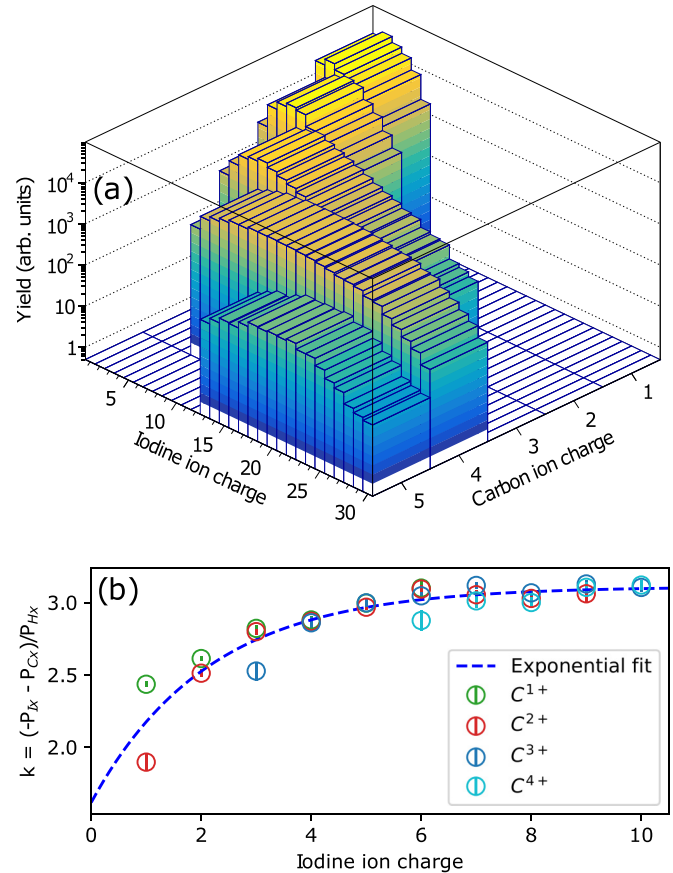 (a)
Yield (arb. units)
10⁴
10³
10²
10
1
5
10
15
20
25
30
Iodine ion charge
5
4
3
2
1
Carbon ion charge
(b)
k = (-P_Ix - P_Cx)/P_Hx
3.0
2.5
2.0
Exponential fit
C¹⁺
C²⁺
C³⁺
C⁴⁺
0
2
4
6
8
10
Iodine ion charge